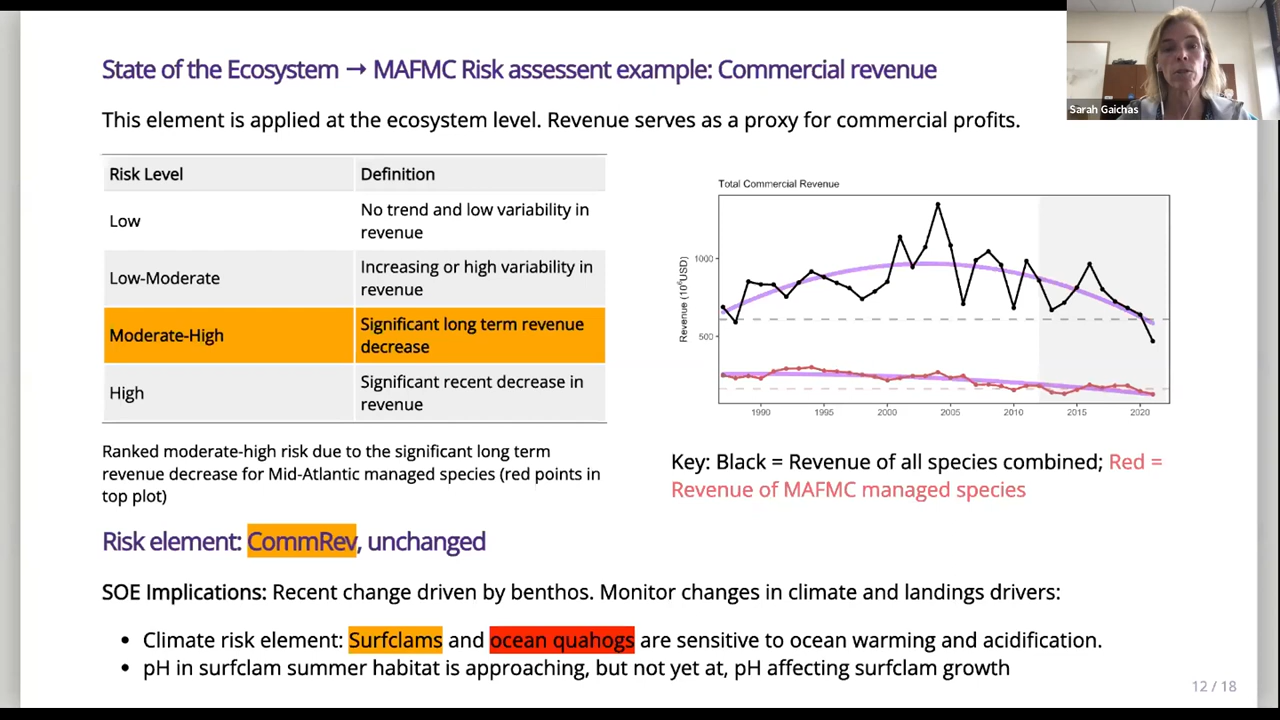 State of the Ecosystem → MAFMC Risk assessent example: Commercial revenue
Sarah Gaichas
This element is applied at the ecosystem level. Revenue serves as a proxy for commercial profits.
Risk Level Definition
Low No trend and low variability in
revenue
Low-Moderate Increasing or high variability in
revenue
Moderate-High Significant long term revenue
decrease
High Significant recent decrease in
revenue
Ranked moderate-high risk due to the significant long term
revenue decrease for Mid-Atlantic managed species (red points in
top plot)
Total Commercial Revenue
Revenue (10⁶USD)
1000
500
1990 1995 2000 2005 2010 2015 2020
Key: Black = Revenue of all species combined; Red =
Revenue of MAFMC managed species
Risk element: CommRev, unchanged
SOE Implications: Recent change driven by benthos. Monitor changes in climate and landings drivers:
• Climate risk element: Surfclams and ocean quahogs are sensitive to ocean warming and acidification.
• pH in surfclam summer habitat is approaching, but not yet at, pH affecting surfclam growth
12 / 18